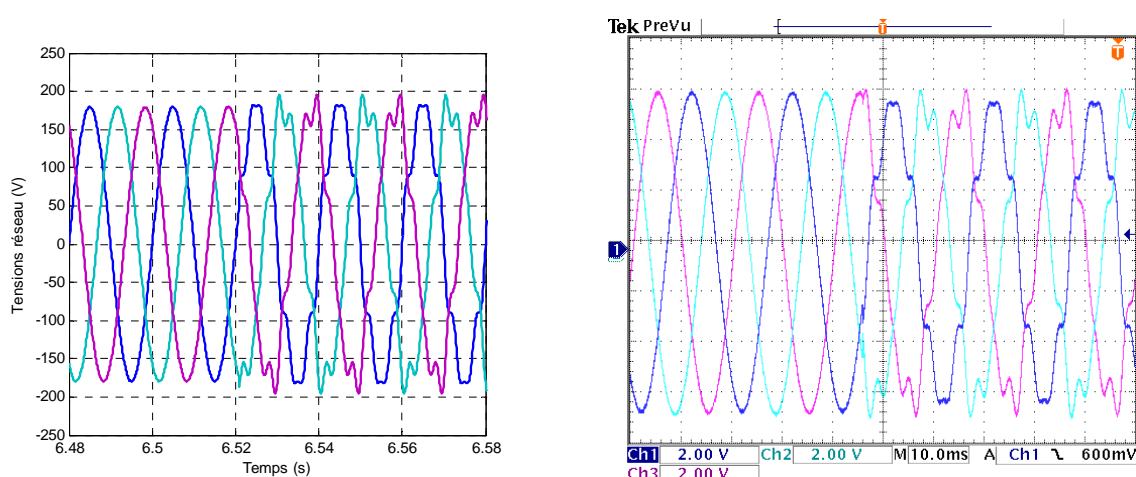 250
200
150
100
50
0
-50
-100
-150
-200
-250
6.48 6.5 6.52 6.54 6.56 6.58
Temps (s)
Tensions réseau (V)
Tek PreVu
T
T
1
Ch1 2.00 V Ch2 2.00 V M 10.0ms A Ch1 600mV
Ch3 2.00 V